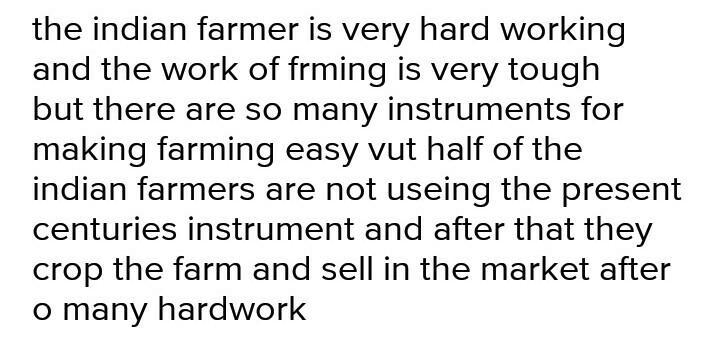 the indian farmer is very hard working
and the work of frming is very tough
but there are so many instruments for
making farming easy vut half of the
indian farmers are not useing the present
centuries instrument and after that they
crop the farm and sell in the market after
o many hardwork